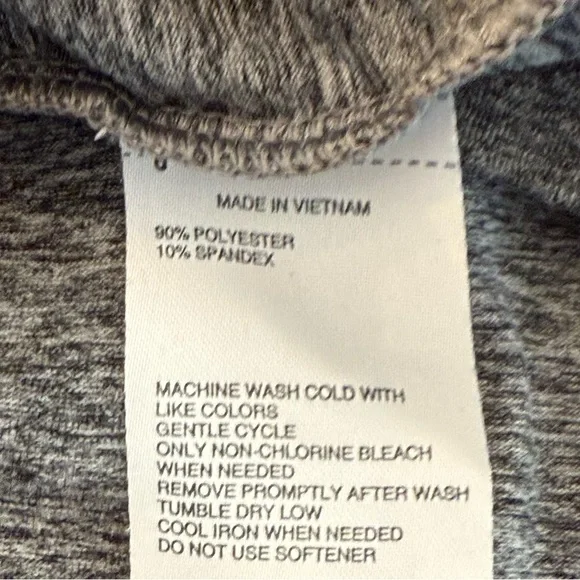 MADE IN VIETNAM
90% POLYESTER
10% SPANDEX
MACHINE WASH COLD WITH
LIKE COLORS
GENTLE CYCLE
ONLY NON-CHLORINE BLEACH
WHEN NEEDED
REMOVE PROMPTLY AFTER WASH
TUMBLE DRY LOW
COOL IRON WHEN NEEDED
DO NOT USE SOFTENER